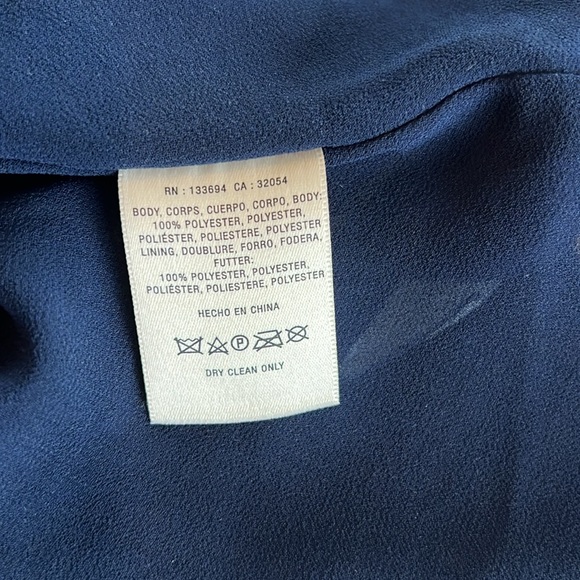 RN : 133694 CA : 32054
BODY, CORPS, CUERPO, CORPO, BODY:
100% POLYESTER, POLYESTER,
POLIÉSTER, POLIESTERE, POLYESTER
LINING, DOUBLURE, FORRO, FODERA,
FUTTER:
100% POLYESTER, POLYESTER,
POLIÉSTER, POLIESTERE, POLYESTER
HECHO EN CHINA
P
DRY CLEAN ONLY